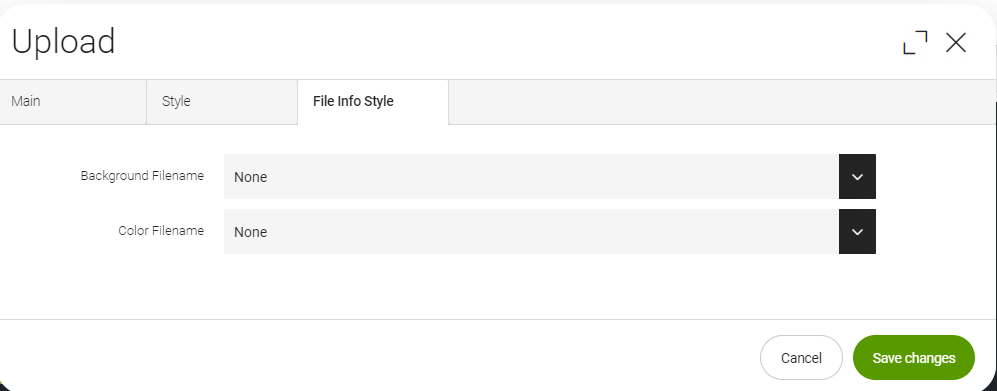 Upload
Main
Style
File Info Style
Background Filename
None
Color Filename
None
Cancel
Save changes